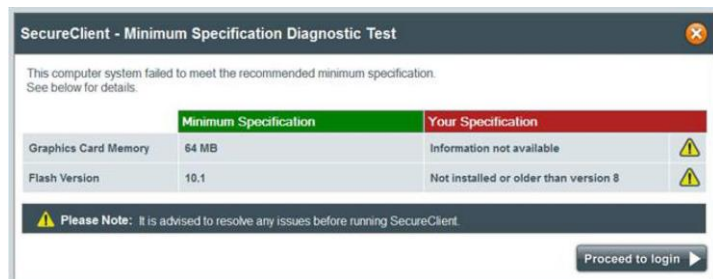 SecureClient - Minimum Specification Diagnostic Test
This computer system failed to meet the recommended minimum specification.
See below for details.
Minimum Specification Your Specification
Graphics Card Memory 64 MB Information not available
Flash Version 10.1 Not installed or older than version 8
Please Note: It is advised to resolve any issues before running SecureClient.
Proceed to login